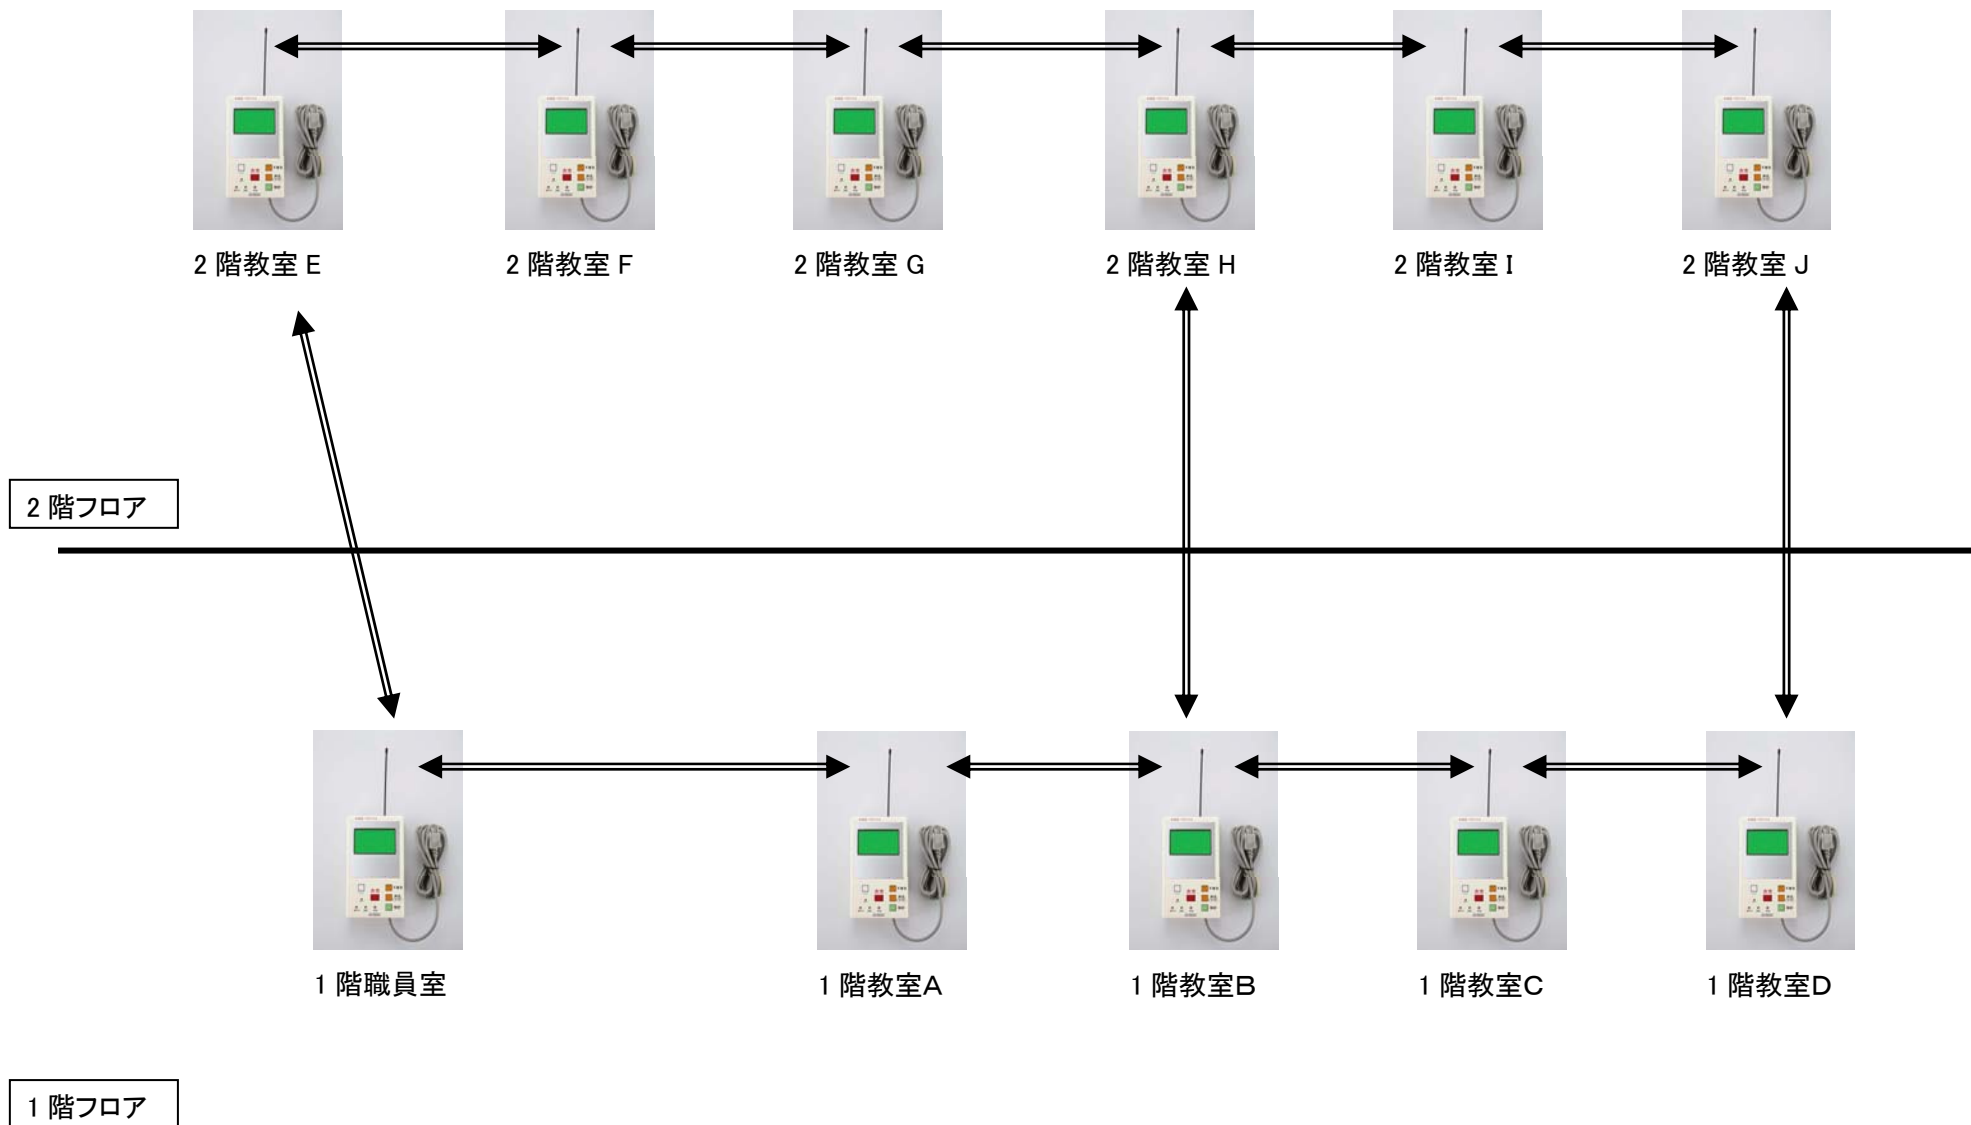 2 階教室 E
2 階教室 F
2 階教室 G
2 階教室 H
2 階教室 I
2 階教室 J
2 階フロア
1 階職員室
1 階教室A
1 階教室B
1 階教室C
1 階教室D
1 階フロア